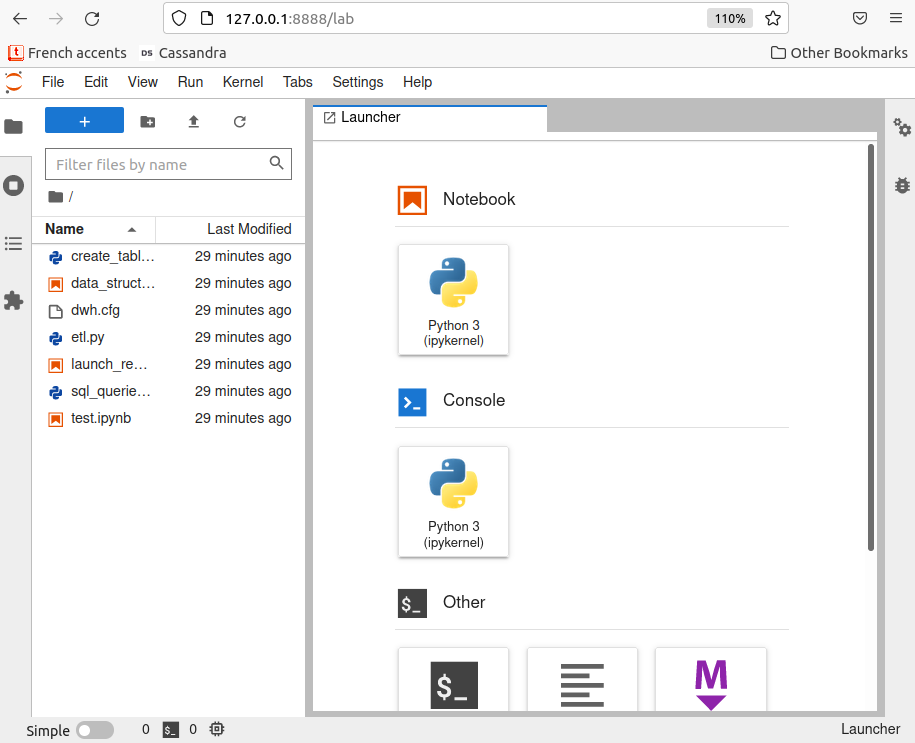 127.0.0.1:8888/lab 110%
French accents DS Cassandra Other Bookmarks
File Edit View Run Kernel Tabs Settings Help
+ Launcher
Filter files by name
/
Name Last Modified
create_tabl... 29 minutes ago
data_struct... 29 minutes ago
dwh.cfg 29 minutes ago
etl.py 29 minutes ago
launch_re... 29 minutes ago
sql_querie... 29 minutes ago
test.ipynb 29 minutes ago
Notebook
Python 3
(ipykernel)
Console
Python 3
(ipykernel)
$_ Other
$_ M
Simple 0 $_ 0 Launcher